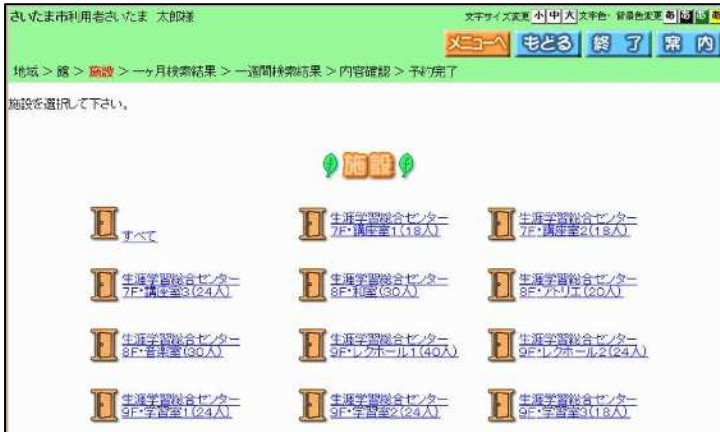 さいたま市利用者さいたま 太郎様
文字サイズ変更 小 中 大 文字色・背景色変更 あ あ あ あ
メニューへ もどる 終了 案内
地域 > 館 > 施設 > 一ヶ月検索結果 > 一週間検索結果 > 内容確認 > 予約完了
施設を選択して下さい。
施設
すべて
生涯学習総合センター
7F・講座室1(18人)
生涯学習総合センター
7F・講座室2(18人)
生涯学習総合センター
7F・講座室3(24人)
生涯学習総合センター
8F・和室(30人)
生涯学習総合センター
8F・アトリエ(20人)
生涯学習総合センター
8F・音楽室(30人)
生涯学習総合センター
9F・レクホール1(40人)
生涯学習総合センター
9F・レクホール2(24人)
生涯学習総合センター
9F・学習室1(24人)
生涯学習総合センター
9F・学習室2(24人)
生涯学習総合センター
9F・学習室3(18人)